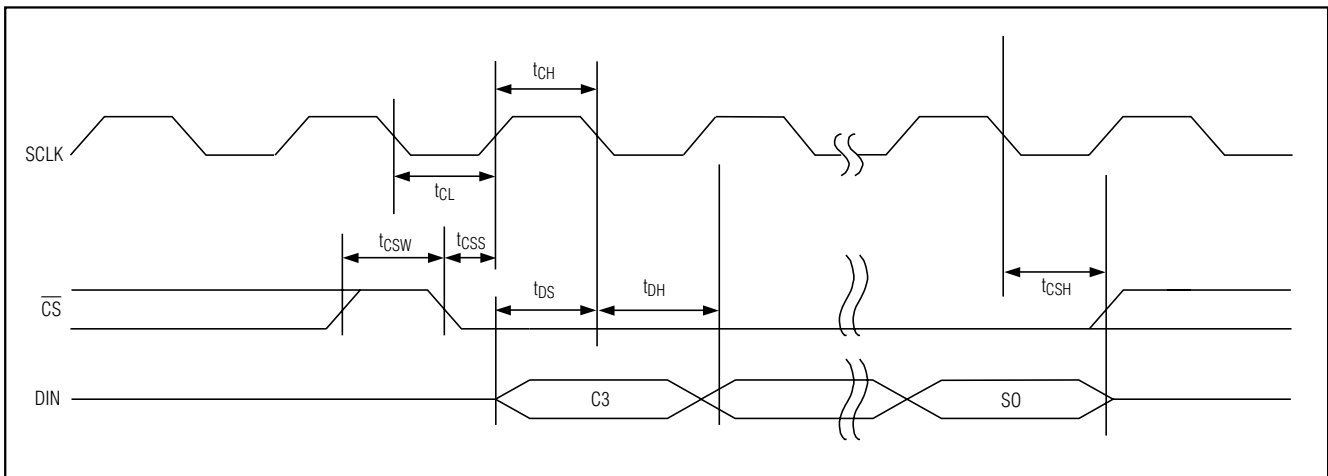 tCH
SCLK
tCL
tCSW
tCSS
tCSH
tDS
tDH
CS
DIN
C3
S0